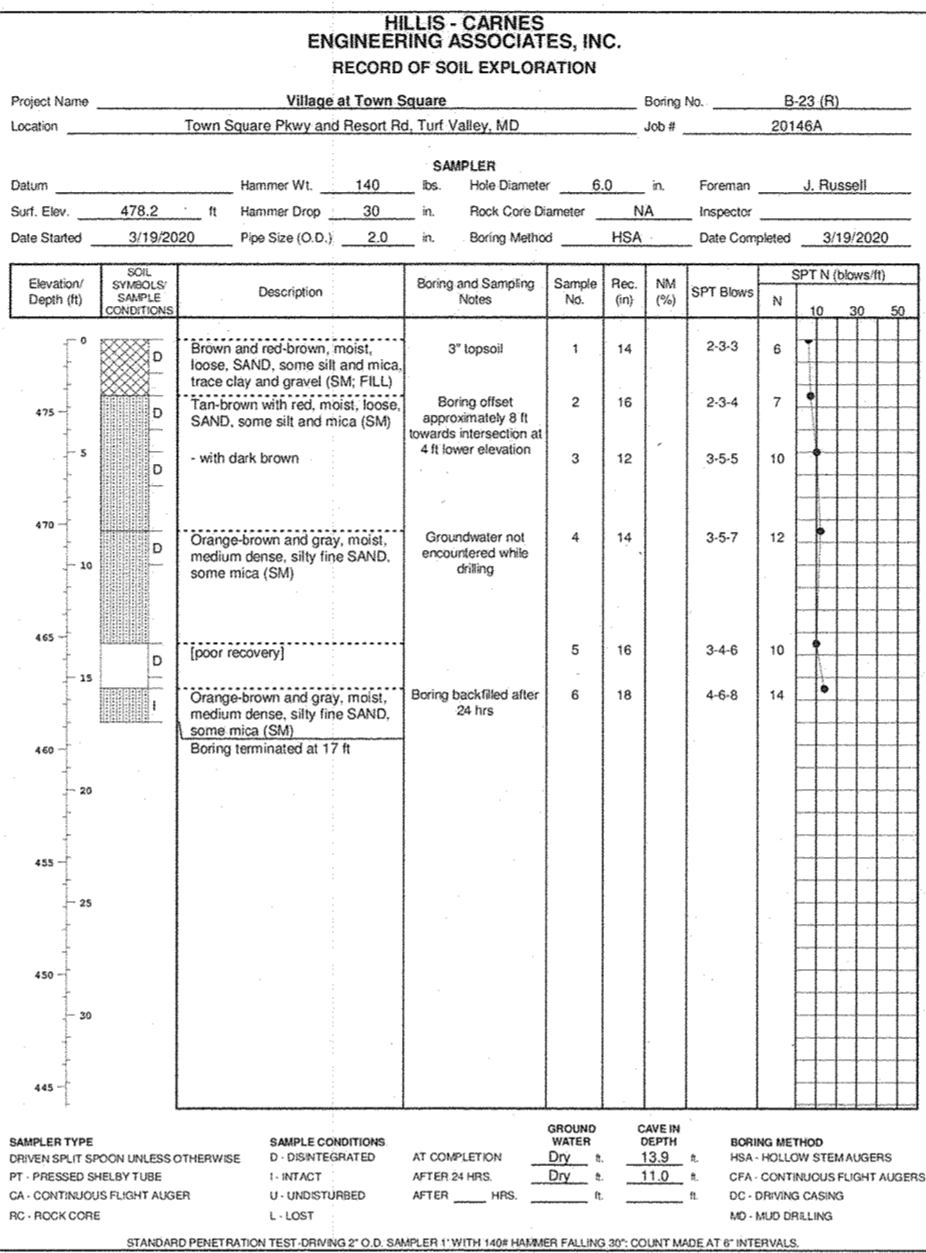 HILLIS - CARNES
ENGINEERING ASSOCIATES, INC.
RECORD OF SOIL EXPLORATION
Project Name Village at Town Square Boring No. B-23 (R)
Location Town Square Pkwy and Resort Rd, Turf Valley, MD Job # 20146A
SAMPLER
Datum Hammer Wt. 140 lbs. Hole Diameter 6.0 in. Foreman J. Russell
Surf. Elev. 478.2 ft Hammer Drop 30 in. Rock Core Diameter NA Inspector
Date Started 3/19/2020 Pipe Size (O.D.) 2.0 in. Boring Method HSA Date Completed 3/19/2020
Elevation/ Depth (ft) SOIL SYMBOLS/ SAMPLE CONDITIONS Description Boring and Sampling Notes Sample No. Rec. (in) NM (%) SPT Blows SPT N (blows/ft)
N 10 30 50
0 D Brown and red-brown, moist, 3" topsoil 1 14 2-3-3 6
loose, SAND, some silt and mica,
trace clay and gravel (SM; FILL)
475 D Tan-brown with red, moist, loose, Boring offset 2 16 2-3-4 7
SAND, some silt and mica (SM) approximately 8 ft
towards intersection at
5 D - with dark brown 4 ft lower elevation 3 12 3-5-5 10
470 D Orange-brown and gray, moist, Groundwater not 4 14 3-5-7 12
medium dense, silty fine SAND, encountered while
10 some mica (SM) drilling
465 D [poor recovery] 5 16 3-4-6 10
15 I Orange-brown and gray, moist, Boring backfilled after 6 18 4-6-8 14
medium dense, silty fine SAND, 24 hrs
some mica (SM)
460 Boring terminated at 17 ft
20
455
25
450
30
445
SAMPLER TYPE SAMPLE CONDITIONS GROUND WATER CAVE IN DEPTH BORING METHOD
DRIVEN SPLIT SPOON UNLESS OTHERWISE D - DISINTEGRATED AT COMPLETION Dry ft. 13.9 ft. HSA - HOLLOW STEM AUGERS
PT - PRESSED SHELBY TUBE I - INTACT AFTER 24 HRS. Dry ft. 11.0 ft. CFA - CONTINUOUS FLIGHT AUGERS
CA - CONTINUOUS FLIGHT AUGER U - UNDISTURBED AFTER HRS. ft. ft. DC - DRIVING CASING
RC - ROCK CORE L - LOST MD - MUD DRILLING
STANDARD PENETRATION TEST-DRIVING 2" O.D. SAMPLER 1' WITH 140# HAMMER FALLING 30": COUNT MADE AT 6" INTERVALS.